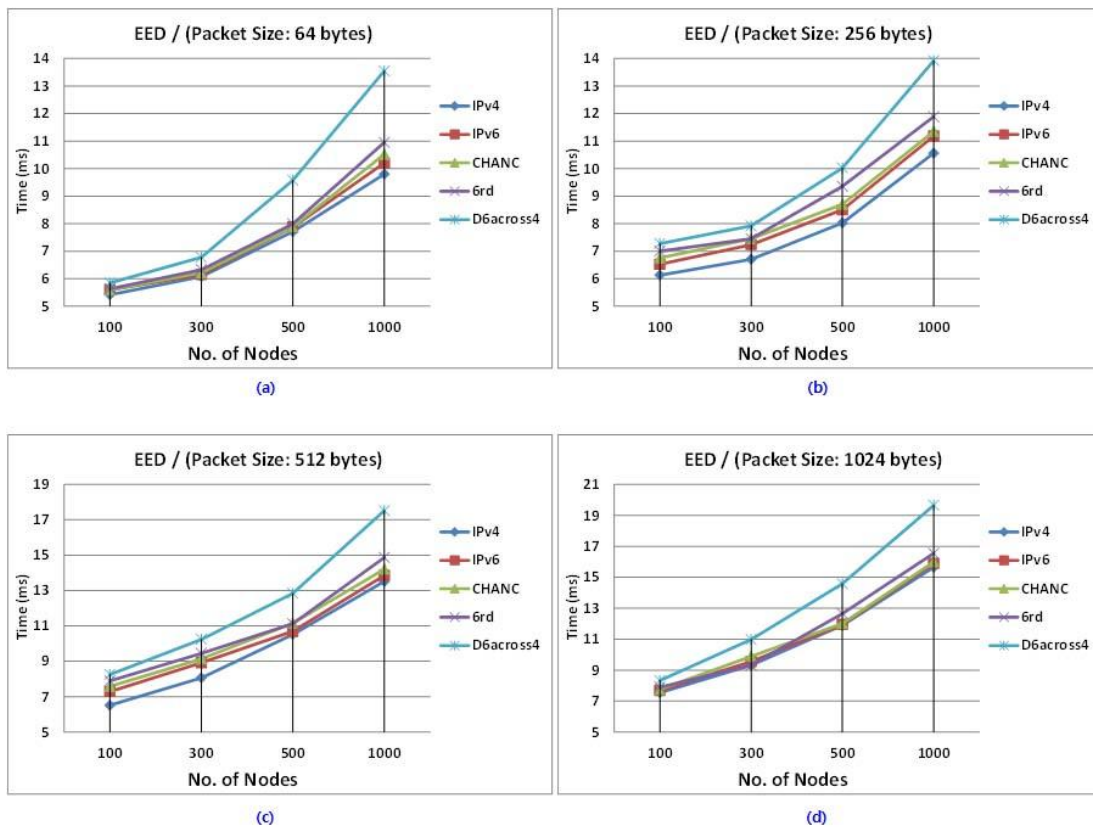 EED / (Packet Size: 64 bytes)
14
13
12
11
10
9
8
7
6
5
Time (ms)
100 300 500 1000
No. of Nodes
IPv4
IPv6
CHANC
6rd
D6across4
(a)
EED / (Packet Size: 256 bytes)
14
13
12
11
10
9
8
7
6
5
Time (ms)
100 300 500 1000
No. of Nodes
IPv4
IPv6
CHANC
6rd
D6across4
(b)
EED / (Packet Size: 512 bytes)
19
17
15
13
11
9
7
5
Time (ms)
100 300 500 1000
No. of Nodes
IPv4
IPv6
CHANC
6rd
D6across4
(c)
EED / (Packet Size: 1024 bytes)
21
19
17
15
13
11
9
7
5
Time (ms)
100 300 500 1000
No. of Nodes
IPv4
IPv6
CHANC
6rd
D6across4
(d)